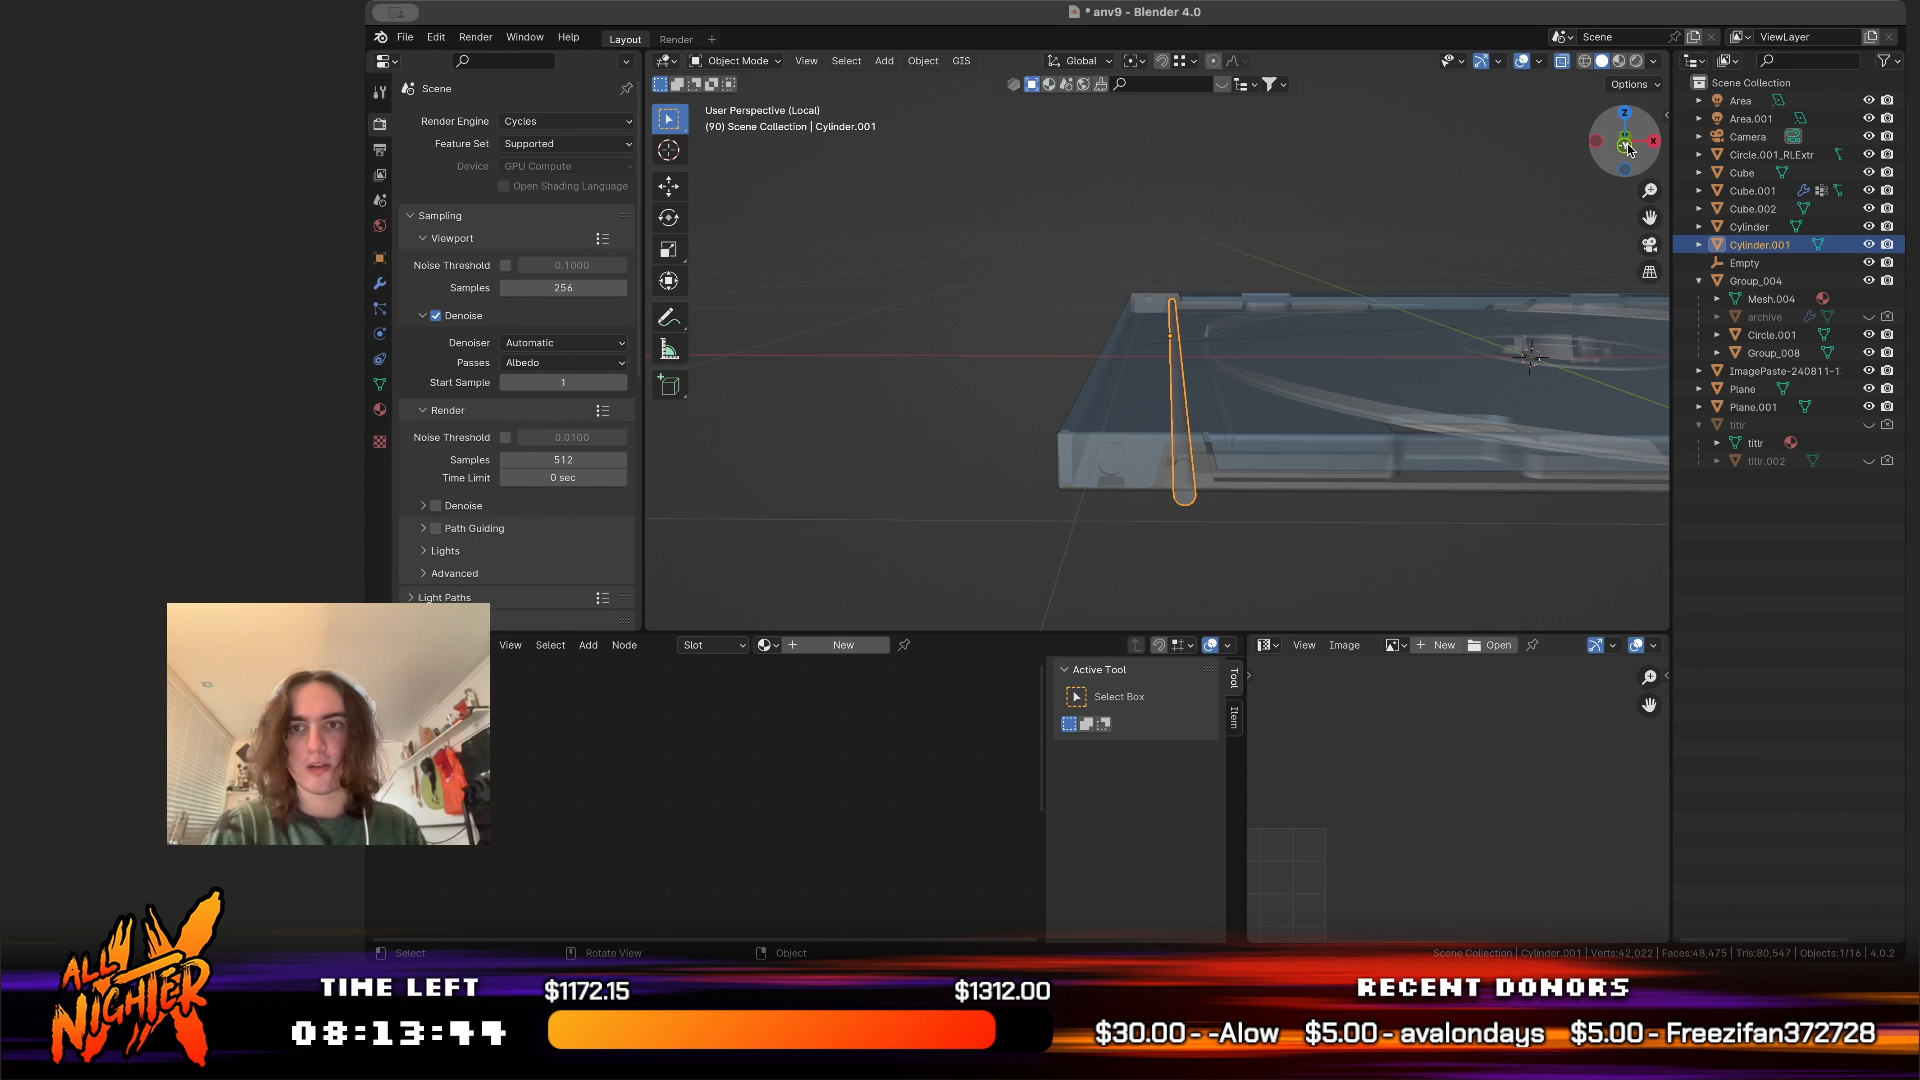 * anv9 - Blender 4.0
File Edit Render Window Help Layout Render +
Scene ViewLayer
Object Mode View Select Add Object GIS Global
Options
User Perspective (Local)
(90) Scene Collection | Cylinder.001
Z
X
-Y
Scene
Render Engine Cycles
Feature Set Supported
Device GPU Compute
Open Shading Language
Sampling
Viewport
Noise Threshold 0.1000
Samples 256
Denoise
Denoiser Automatic
Passes Albedo
Start Sample 1
Render
Noise Threshold 0.0100
Samples 512
Time Limit 0 sec
Denoise
Path Guiding
Lights
Advanced
Light Paths
Scene Collection
Area
Area.001
Camera
Circle.001_RLExtr
Cube
Cube.001
Cube.002
Cylinder
Cylinder.001
Empty
Group_004
Mesh.004
archive
Circle.001
Group_008
ImagePaste-240811-1
Plane
Plane.001
titlr
titlr
titlr.002
View Select Add Node Slot New
Active Tool
Select Box
Tool
Item
View Image New Open
Select Rotate View Object
Scene Collection | Cylinder.001 | Verts:42,022 | Faces:48,475 | Tris:80,547 | Objects:1/16 | 4.0.2
ALL NIGHTER
TIME LEFT
08:13:44
$1172.15 $1312.00
RECENT DONORS
$30.00 - -Alow $5.00 - avalondays $5.00 - Freezifan372728